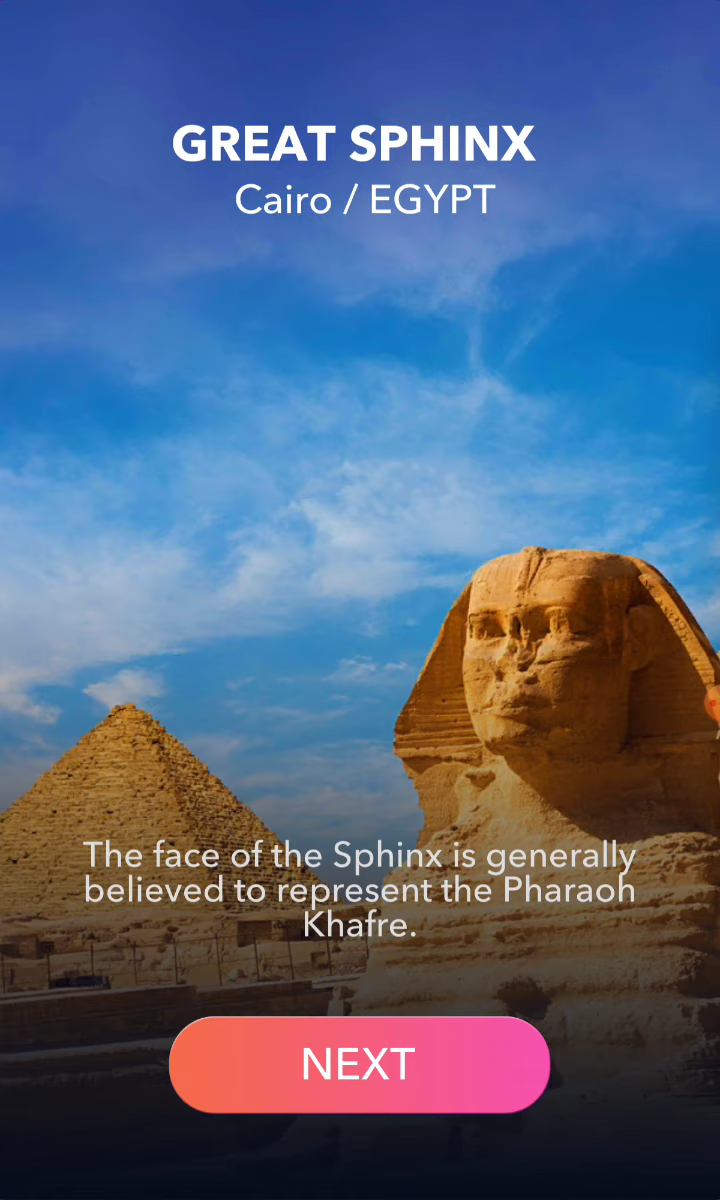 GREAT SPHINX
Cairo / EGYPT
The face of the Sphinx is generally
believed to represent the Pharaoh
Khafre.
NEXT